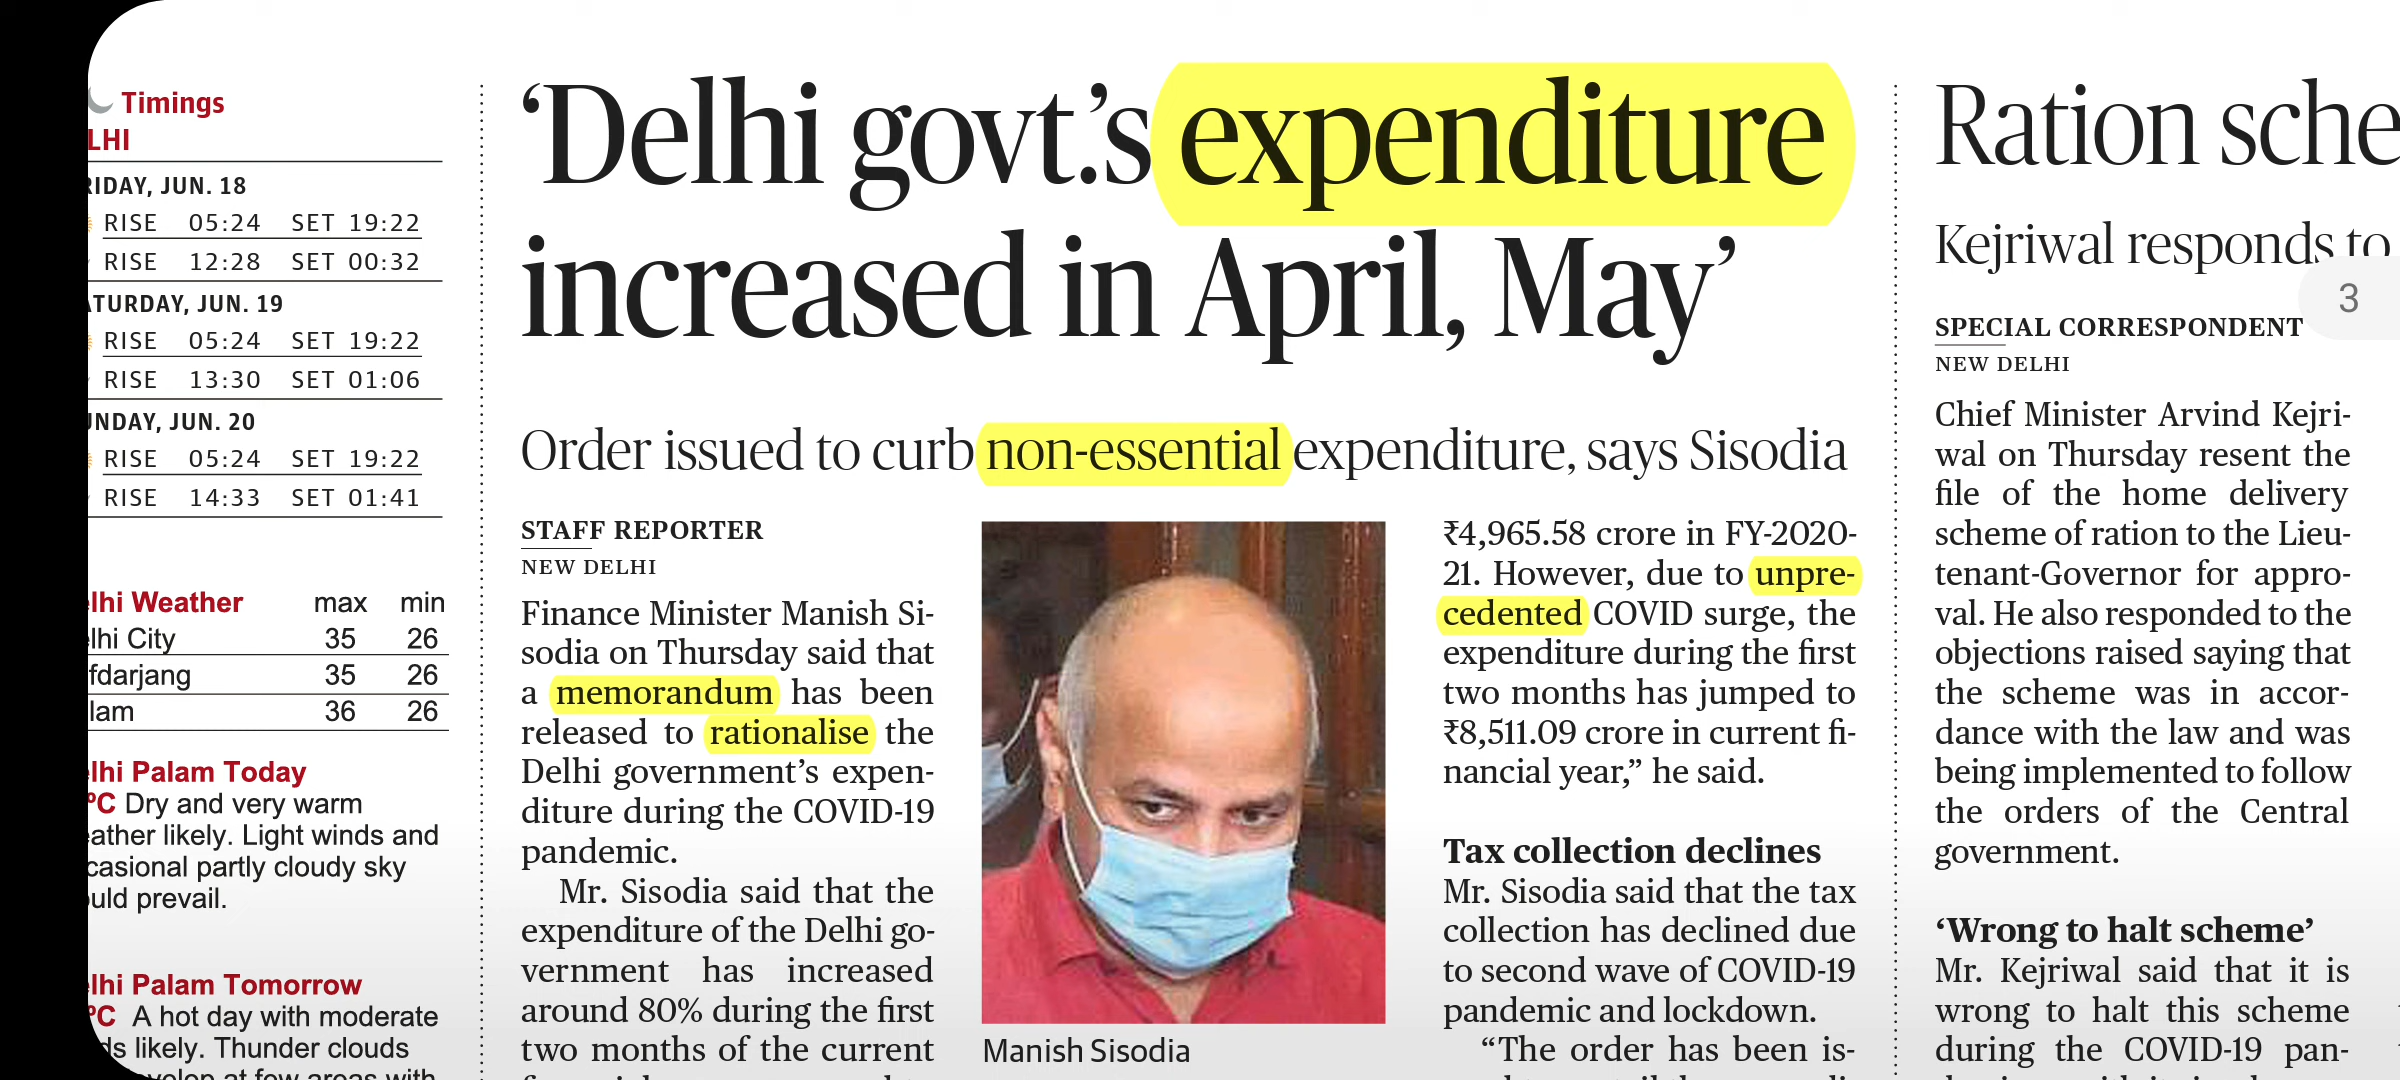 Timings
LHI
RIDAY, JUN. 18
RISE 05:24 SET 19:22
RISE 12:28 SET 00:32
ATURDAY, JUN. 19
RISE 05:24 SET 19:22
RISE 13:30 SET 01:06
UNDAY, JUN. 20
RISE 05:24 SET 19:22
RISE 14:33 SET 01:41
elhi Weather max min
elhi City 35 26
fdarjang 35 26
lam 36 26
elhi Palam Today
°C Dry and very warm
eather likely. Light winds and
casional partly cloudy sky
ould prevail.
elhi Palam Tomorrow
°C A hot day with moderate
ds likely. Thunder clouds
velop at few areas with
‘Delhi govt.’s expenditure
increased in April, May’
Order issued to curb non-essential expenditure, says Sisodia
STAFF REPORTER
NEW DELHI
Finance Minister Manish Si-
sodia on Thursday said that
a memorandum has been
released to rationalise the
Delhi government’s expen-
diture during the COVID-19
pandemic.
Mr. Sisodia said that the
expenditure of the Delhi go-
vernment has increased
around 80% during the first
two months of the current
Manish Sisodia
₹4,965.58 crore in FY-2020-
21. However, due to unpre-
cedented COVID surge, the
expenditure during the first
two months has jumped to
₹8,511.09 crore in current fi-
nancial year,” he said.
Tax collection declines
Mr. Sisodia said that the tax
collection has declined due
to second wave of COVID-19
pandemic and lockdown.
“The order has been is-
Ration sche
Kejriwal responds to
3
SPECIAL CORRESPONDENT
NEW DELHI
Chief Minister Arvind Kejri-
wal on Thursday resent the
file of the home delivery
scheme of ration to the Lieu-
tenant-Governor for appro-
val. He also responded to the
objections raised saying that
the scheme was in accor-
dance with the law and was
being implemented to follow
the orders of the Central
government.
‘Wrong to halt scheme’
Mr. Kejriwal said that it is
wrong to halt this scheme
during the COVID-19 pan-